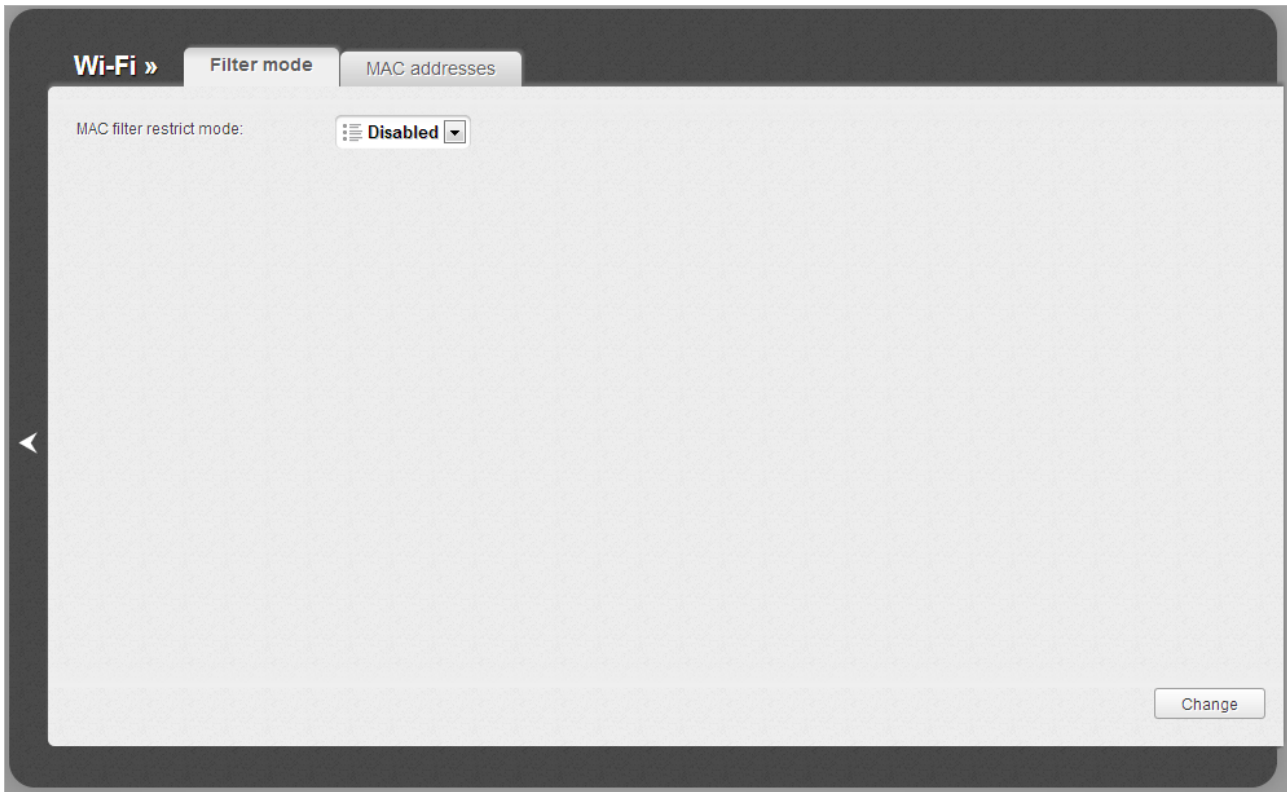 Wi-Fi »
Filter mode
MAC addresses
MAC filter restrict mode:
Disabled
Change